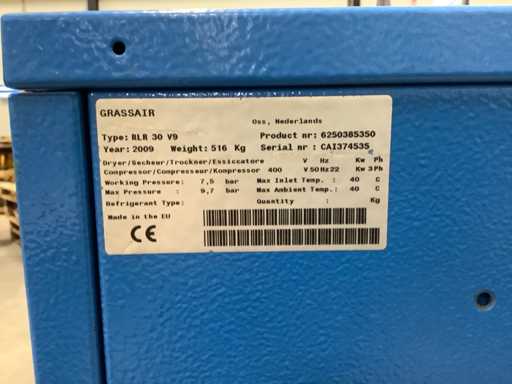 GRASSAIR
Oss, Nederlands
Type: RLR 30 V9 Product nr: 6250385350
Year: 2009 Weight: 516 Kg Serial nr : CAI374535
Dryer/Secheur/Trockner/Essiccatore V Hz Kw Ph
Compressor/Compresseur/Kompressor 400 V 50 Hz 22 Kw 3 Ph
Working Pressure: 7,5 bar Max Inlet Temp. : 40 C
Max Pressure : 9,7 bar Max Ambient Temp.: 40 C
Refrigerant Type: Quantity : Kg
Made in the EU
CE